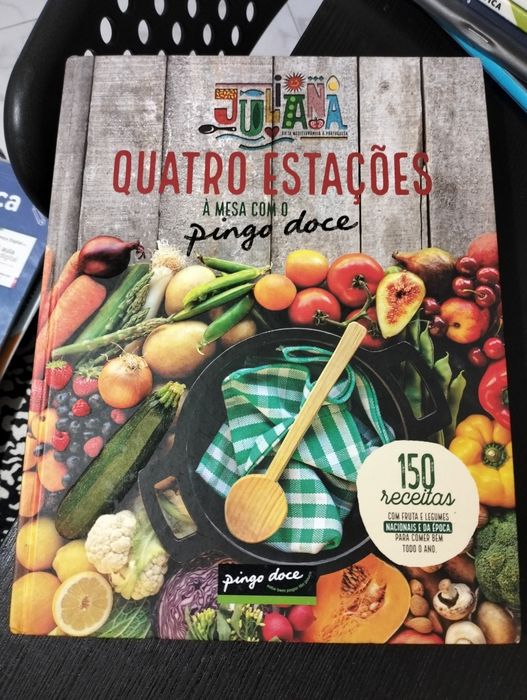 JULIANA
DIETA MEDITERRÂNICA À PORTUGUESA
QUATRO ESTAÇÕES
À MESA COM O
pingo doce
150
receitas
COM FRUTA E LEGUMES
NACIONAIS E DA ÉPOCA,
PARA COMER BEM
TODO O ANO.
pingo doce